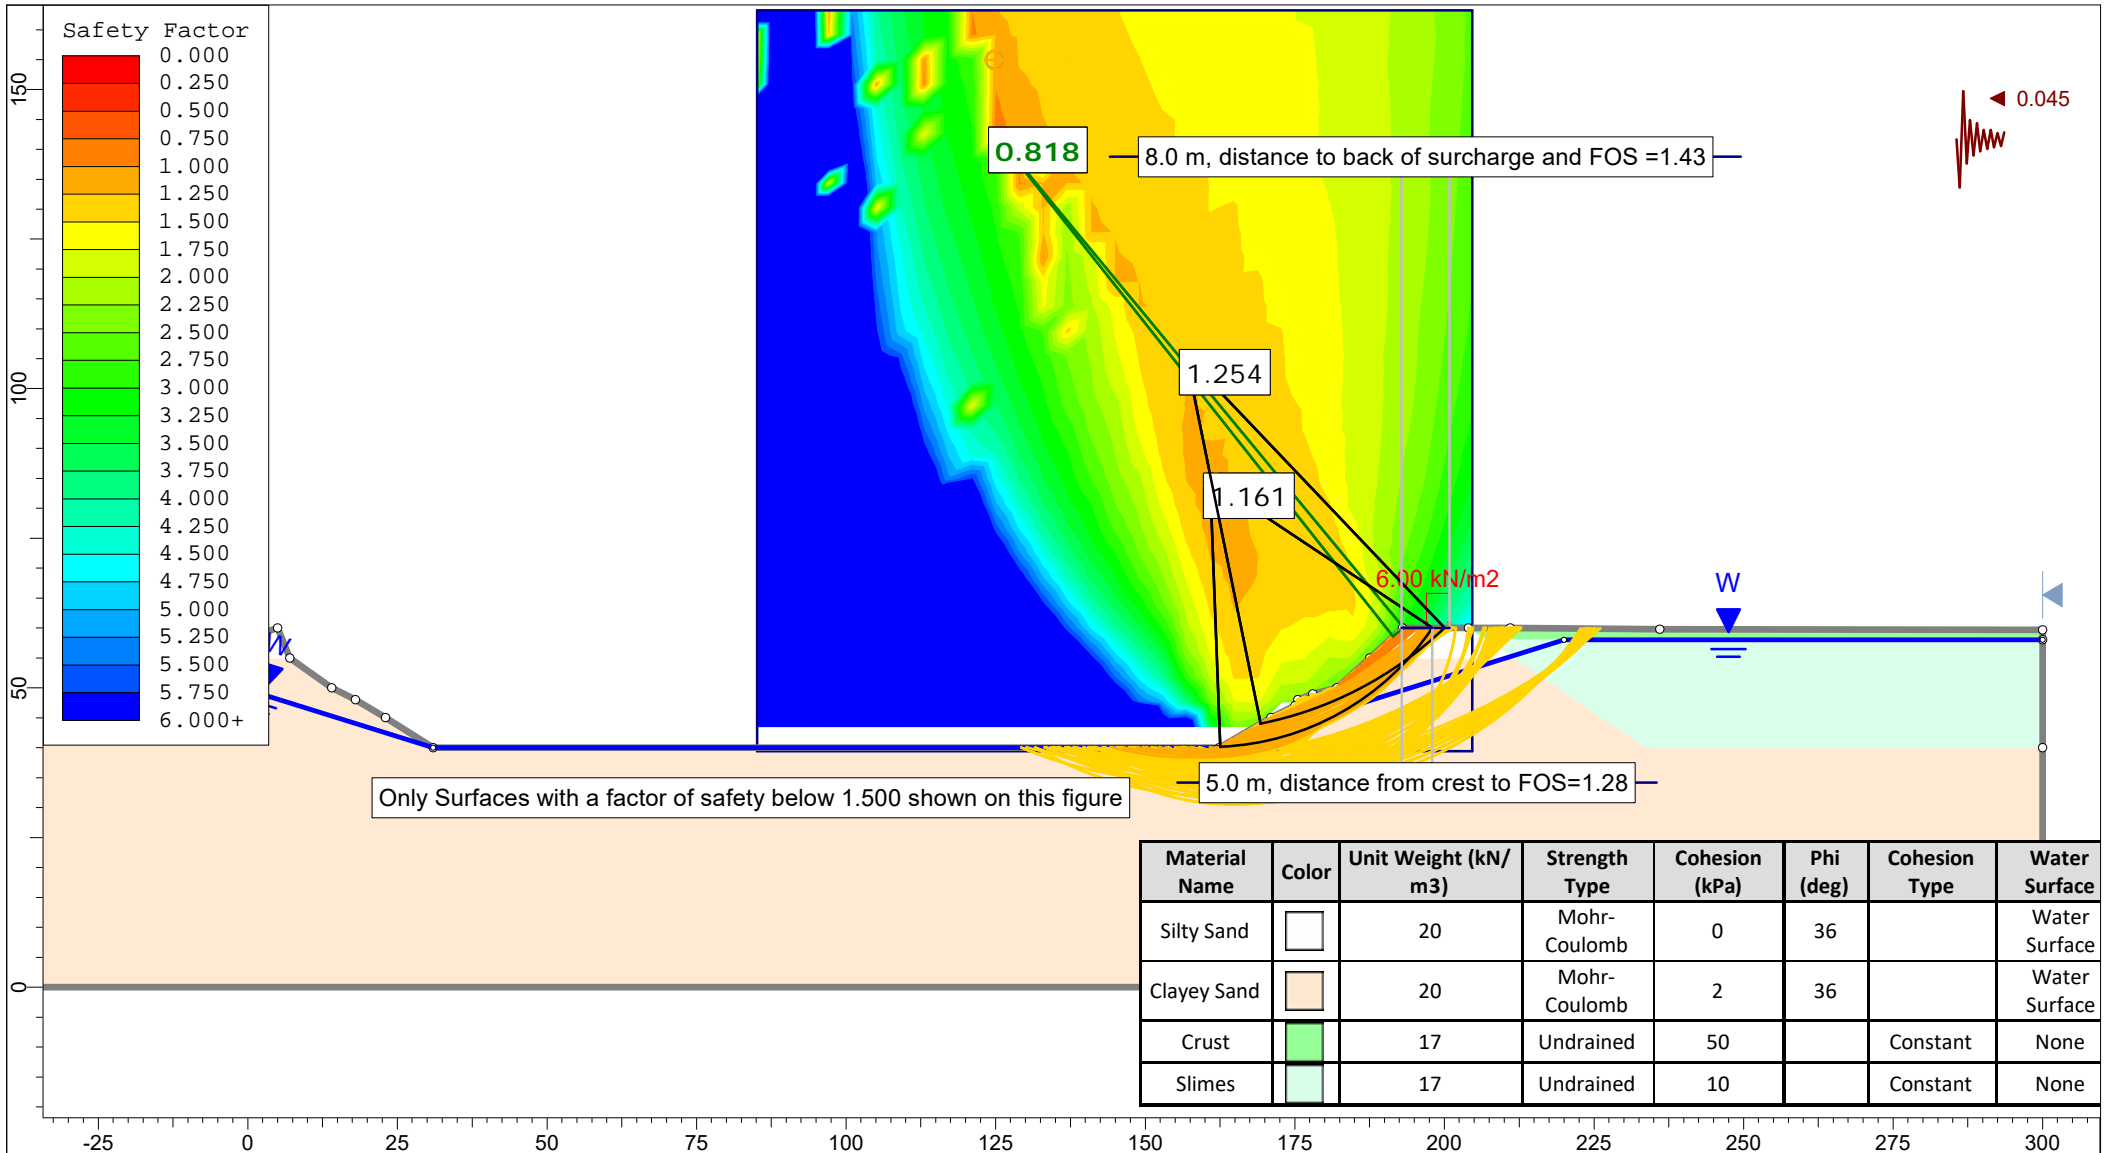 Safety Factor
0.000
0.250
0.500
0.750
1.000
1.250
1.500
1.750
2.000
2.250
2.500
2.750
3.000
3.250
3.500
3.750
4.000
4.250
4.500
4.750
5.000
5.250
5.500
5.750
6.000+
0.045
0.818
8.0 m, distance to back of surcharge and FOS =1.43
1.254
1.161
6.00 kN/m2
W
W
5.0 m, distance from crest to FOS=1.28
Only Surfaces with a factor of safety below 1.500 shown on this figure
Material Name Color Unit Weight (kN/m3) Strength Type Cohesion (kPa) Phi (deg) Cohesion Type Water Surface
Silty Sand 20 Mohr-Coulomb 0 36 Water Surface
Clayey Sand 20 Mohr-Coulomb 2 36 Water Surface
Crust 17 Undrained 50 Constant None
Slimes 17 Undrained 10 Constant None
150
100
50
0
-25 0 25 50 75 100 125 150 175 200 225 250 275 300